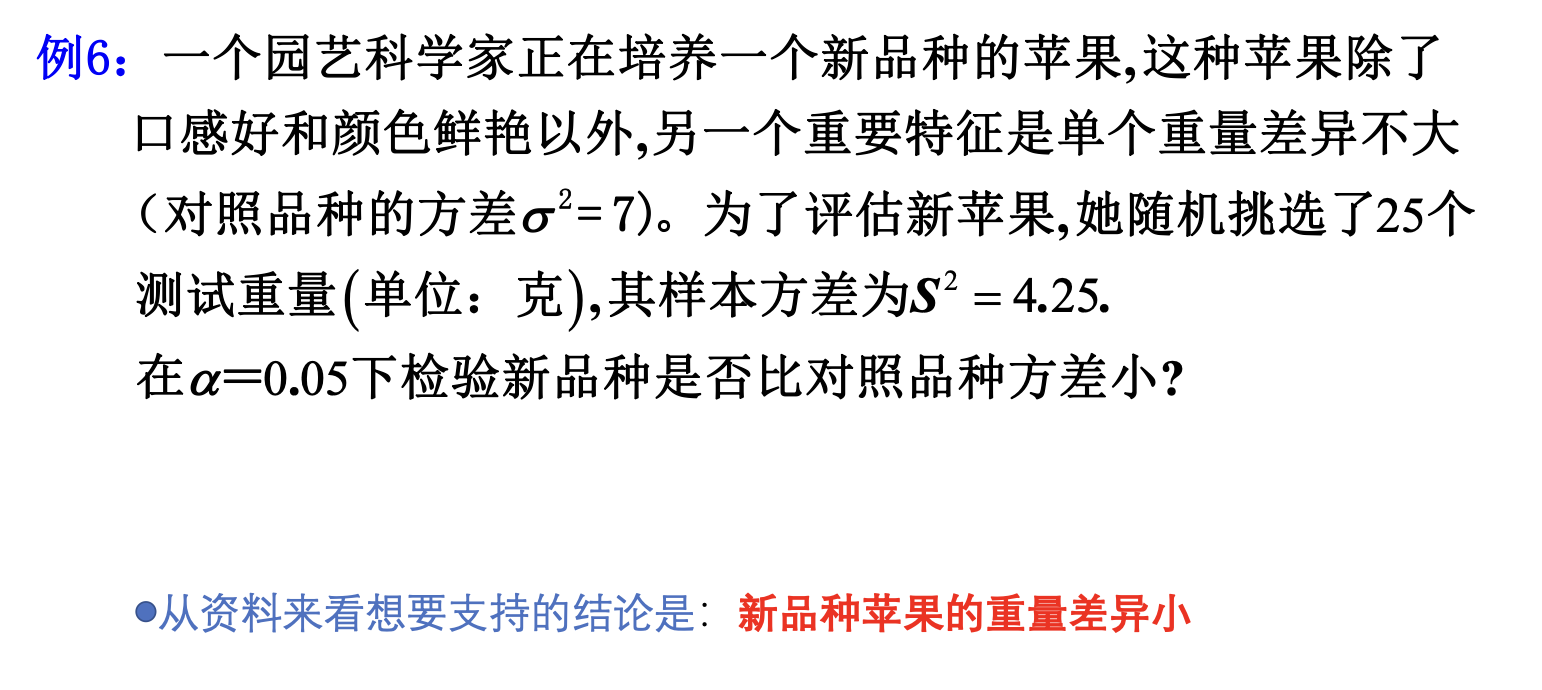 例6：一个园艺科学家正在培养一个新品种的苹果,这种苹果除了
口感好和颜色鲜艳以外,另一个重要特征是单个重量差异不大
（对照品种的方差σ²= 7)。为了评估新苹果,她随机挑选了25个
测试重量(单位：克),其样本方差为S² = 4.25.
在α＝0.05下检验新品种是否比对照品种方差小?
●从资料来看想要支持的结论是：新品种苹果的重量差异小